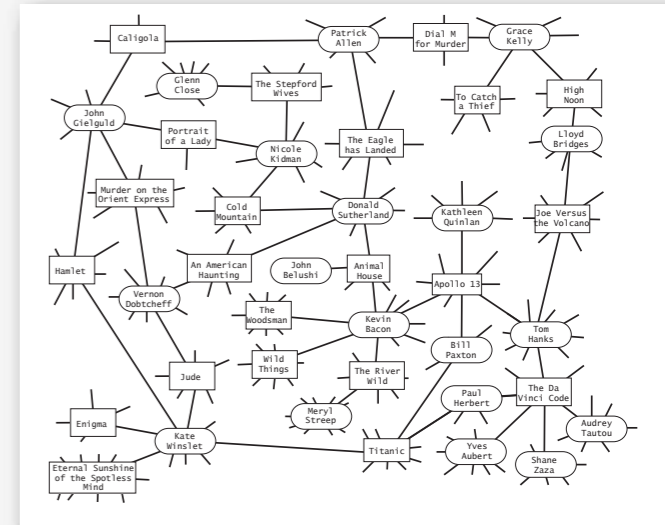 Caligola
Patrick
Allen
Dial M
for Murder
Grace
Kelly
Glenn
Close
The Stepford
Wives
To Catch
a Thief
High
Noon
John
Gielguld
Portrait
of a Lady
Nicole
Kidman
The Eagle
has Landed
Lloyd
Bridges
Murder on the
Orient Express
Cold
Mountain
Donald
Sutherland
Kathleen
Quinlan
Joe Versus
the Volcano
Hamlet
An American
Haunting
John
Belushi
Animal
House
Apollo 13
Vernon
Dobtcheff
The
Woodsman
Kevin
Bacon
Tom
Hanks
Bill
Paxton
Wild
Things
Jude
The River
Wild
Paul
Herbert
The Da
Vinci Code
Meryl
Streep
Enigma
Kate
Winslet
Titanic
Yves
Aubert
Audrey
Tautou
Shane
Zaza
Eternal Sunshine
of the Spotless
Mind